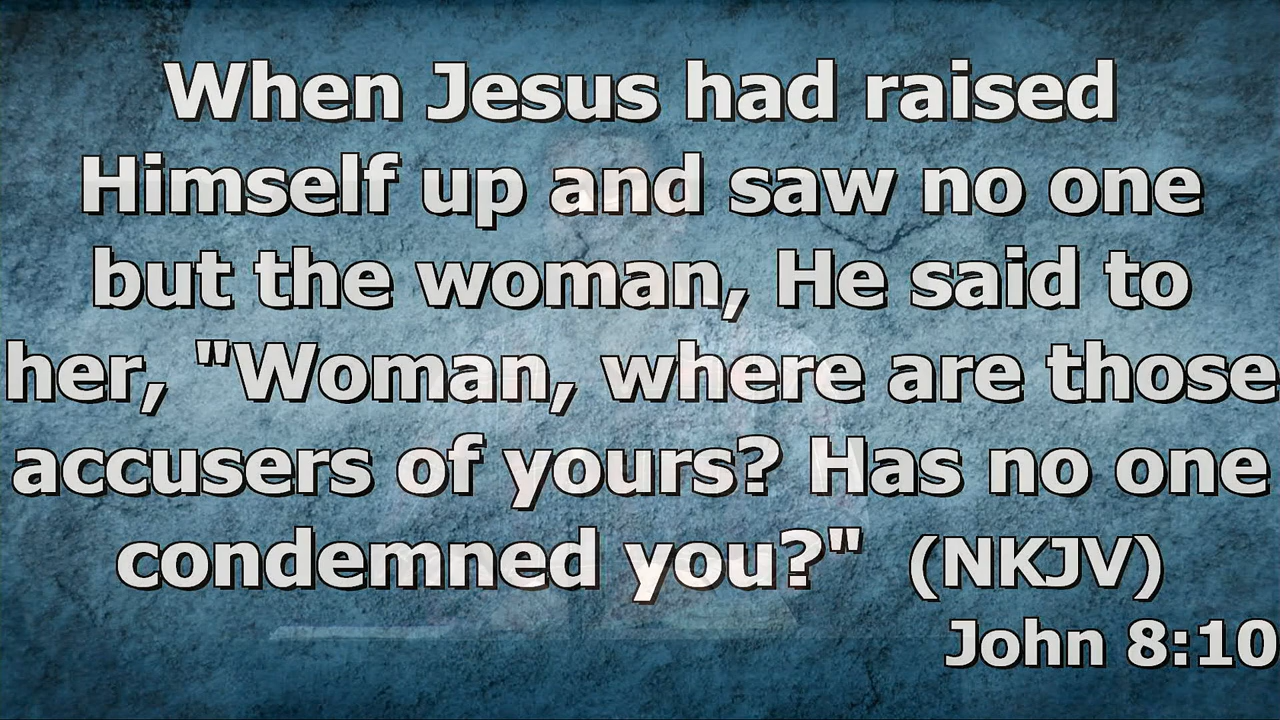 When Jesus had raised
Himself up and saw no one
but the woman, He said to
her, "Woman, where are those
accusers of yours? Has no one
condemned you?"  (NKJV)
John 8:10